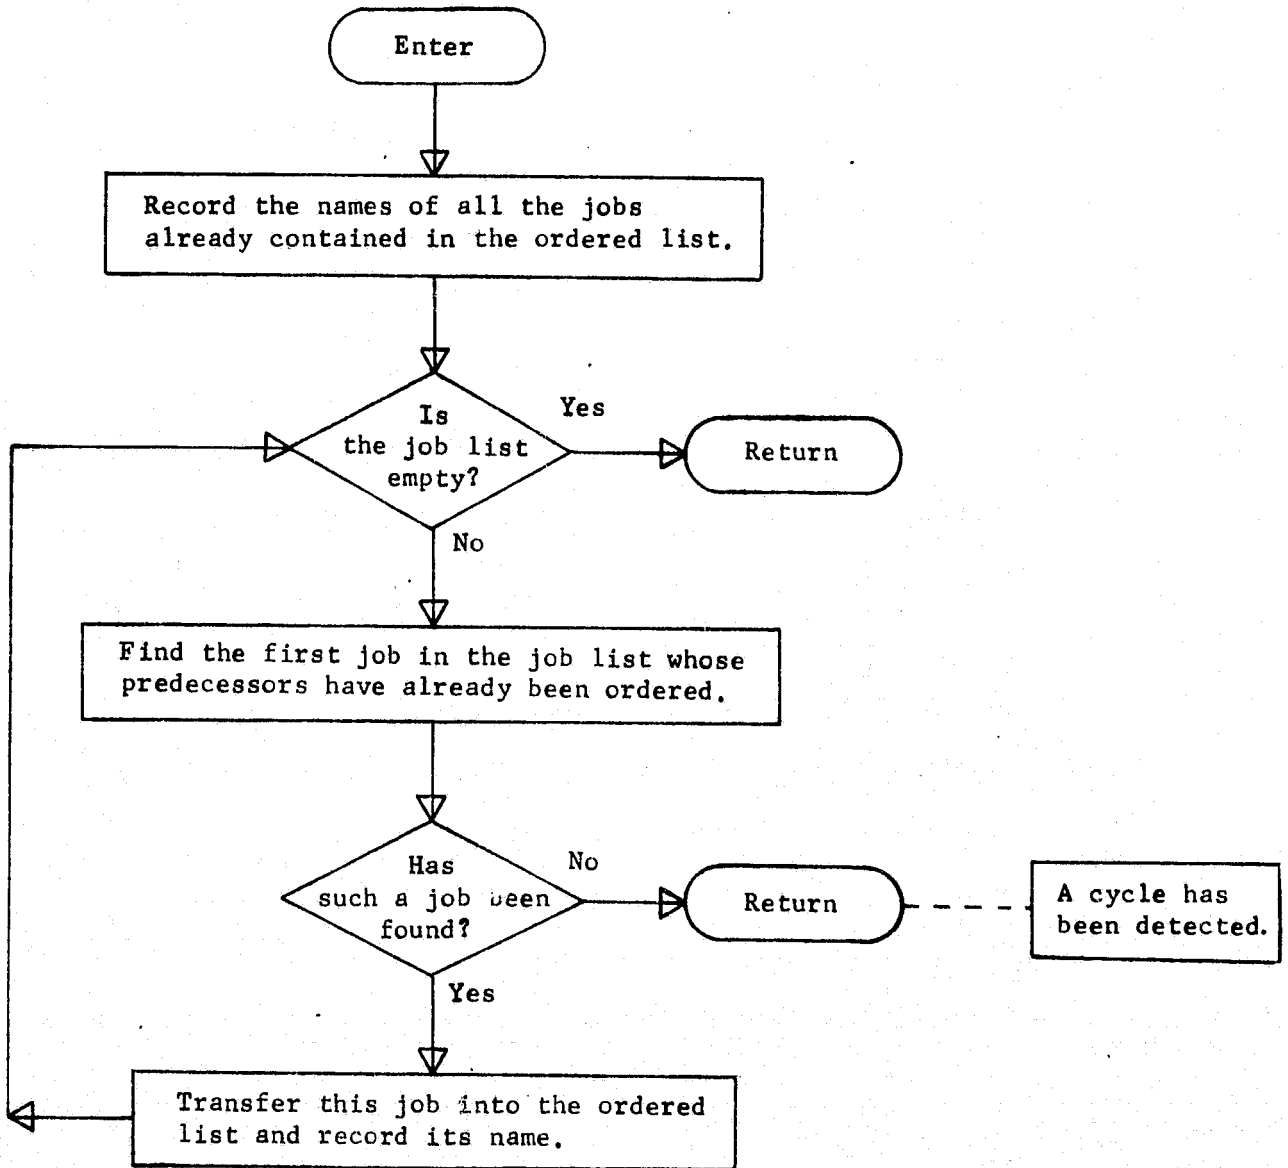 Enter
Record the names of all the jobs
already contained in the ordered list.
Is
the job list
empty?
Yes
Return
No
Find the first job in the job list whose
predecessors have already been ordered.
Has
such a job been
found?
No
Return
A cycle has
been detected.
Yes
Transfer this job into the ordered
list and record its name.